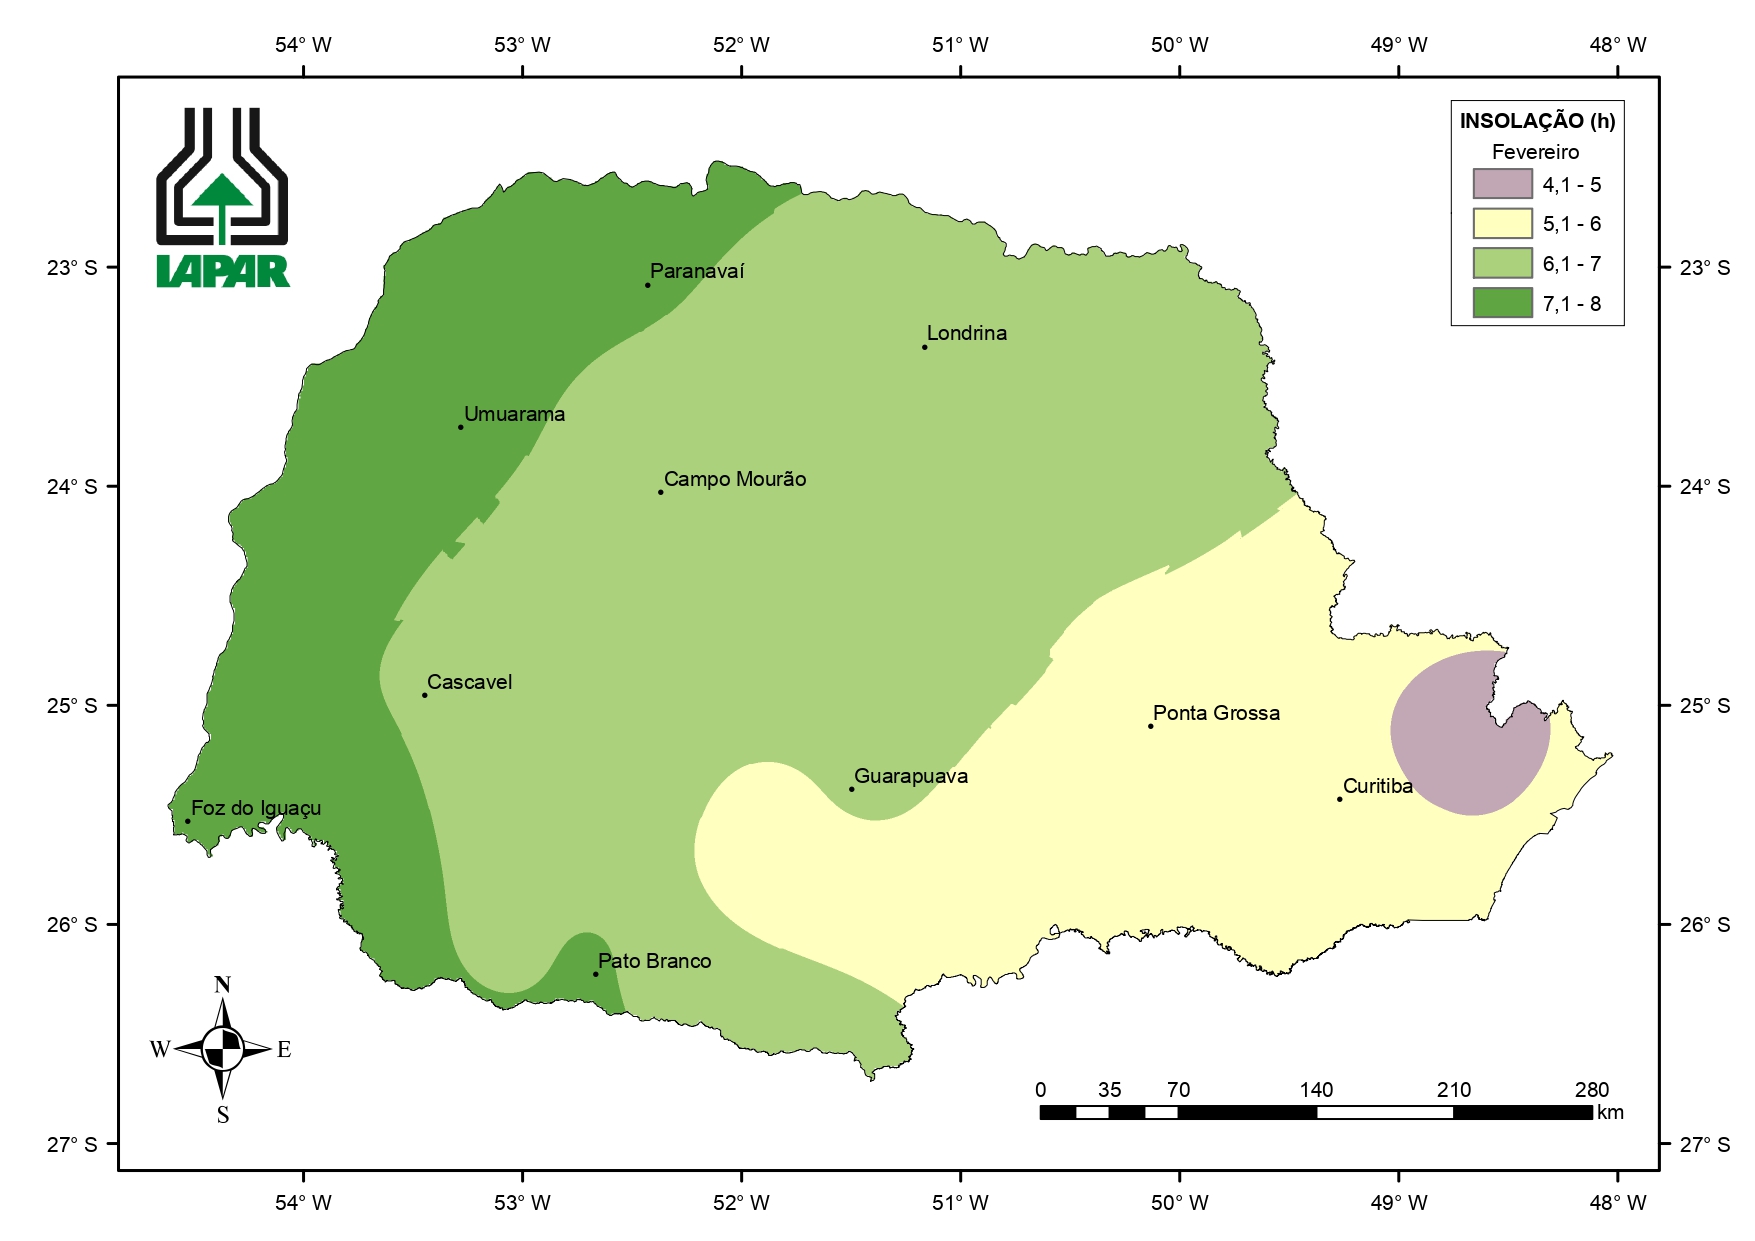 54° W 53° W 52° W 51° W 50° W 49° W 48° W
IAPAR
INSOLAÇÃO (h)
Fevereiro
4,1 - 5
5,1 - 6
6,1 - 7
7,1 - 8
23° S 23° S
Paranavaí
Londrina
Umuarama
Campo Mourão
24° S 24° S
Cascavel
25° S 25° S
Ponta Grossa
Guarapuava
Curitiba
Foz do Iguaçu
26° S 26° S
Pato Branco
N
W E
S
0 35 70 140 210 280
km
27° S 27° S
54° W 53° W 52° W 51° W 50° W 49° W 48° W